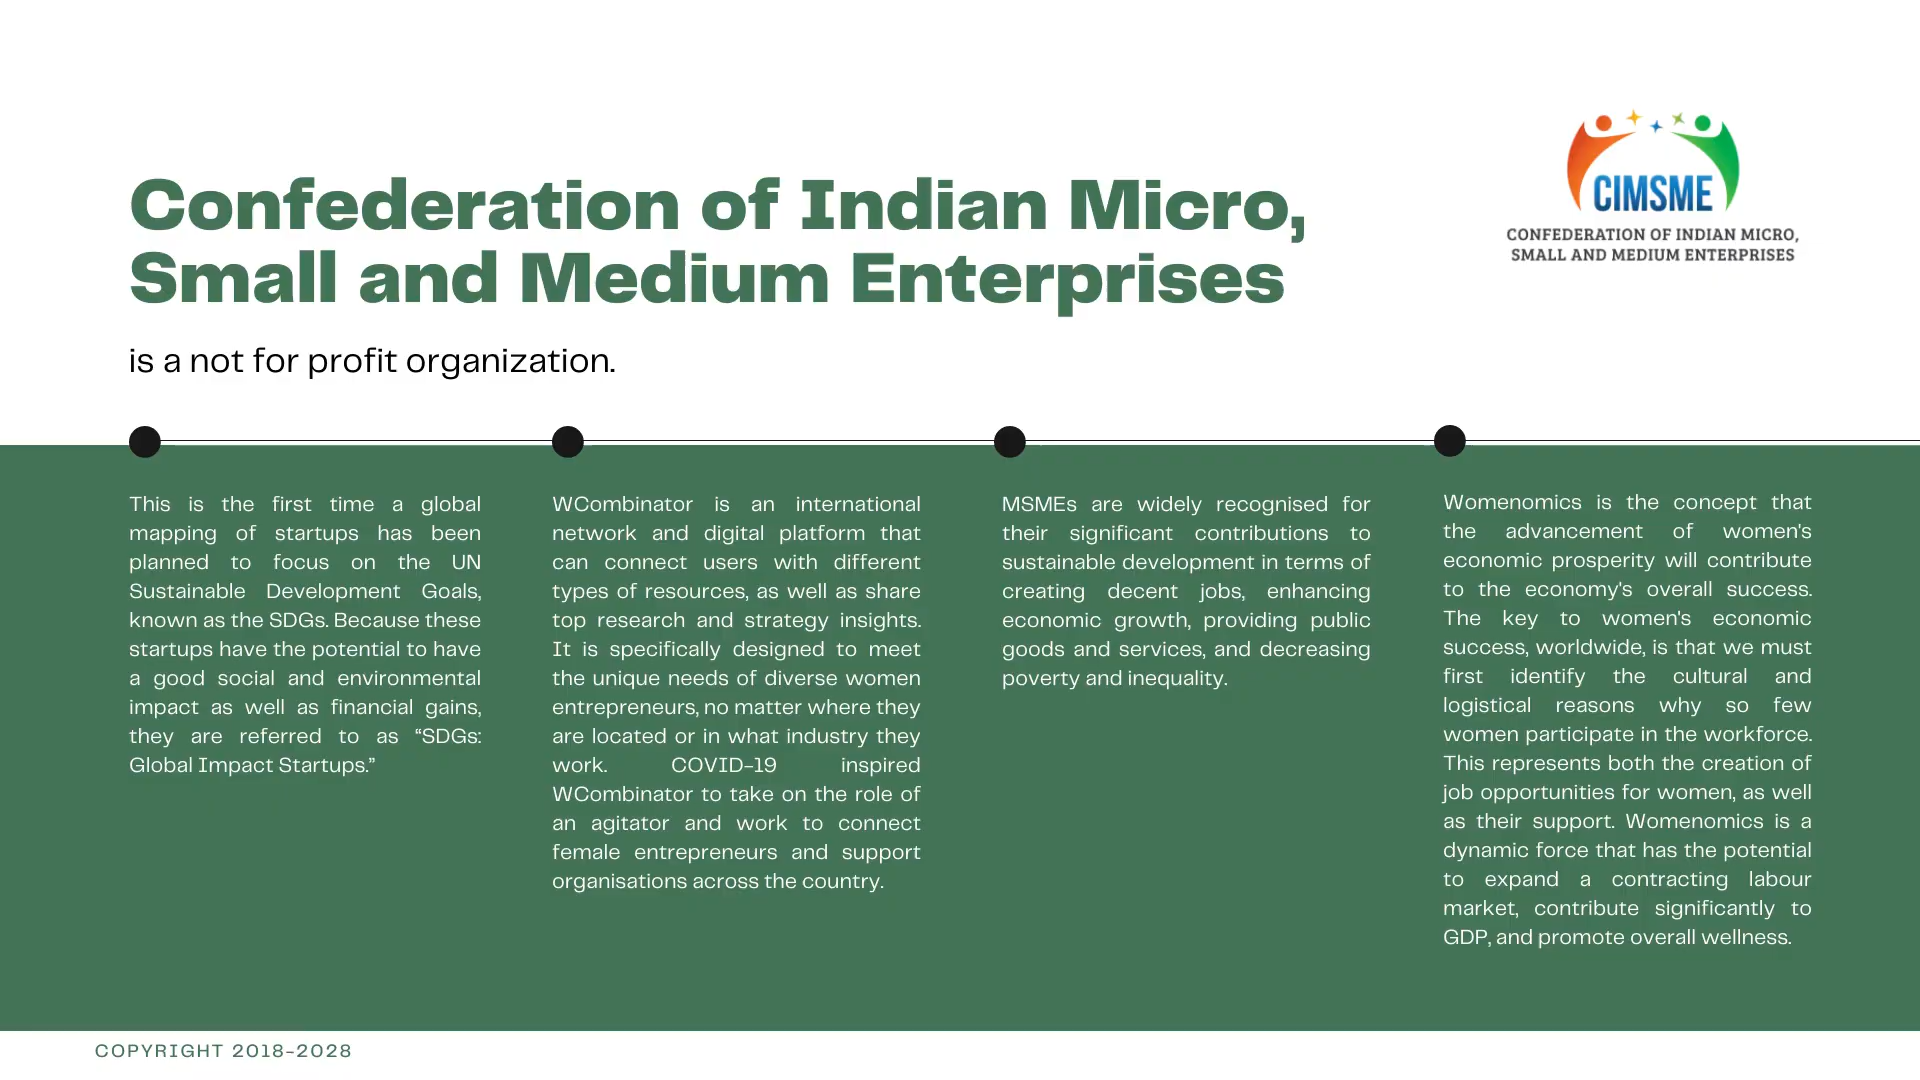 CIMSME
CONFEDERATION OF INDIAN MICRO,
SMALL AND MEDIUM ENTERPRISES
Confederation of Indian Micro,
Small and Medium Enterprises
is a not for profit organization.
This is the first time a global
mapping of startups has been
planned to focus on the UN
Sustainable Development Goals,
known as the SDGs. Because these
startups have the potential to have
a good social and environmental
impact as well as financial gains,
they are referred to as “SDGs:
Global Impact Startups.”
WCombinator is an international
network and digital platform that
can connect users with different
types of resources, as well as share
top research and strategy insights.
It is specifically designed to meet
the unique needs of diverse women
entrepreneurs, no matter where they
are located or in what industry they
work. COVID-19 inspired
WCombinator to take on the role of
an agitator and work to connect
female entrepreneurs and support
organisations across the country.
MSMEs are widely recognised for
their significant contributions to
sustainable development in terms of
creating decent jobs, enhancing
economic growth, providing public
goods and services, and decreasing
poverty and inequality.
Womenomics is the concept that
the advancement of women's
economic prosperity will contribute
to the economy's overall success.
The key to women's economic
success, worldwide, is that we must
first identify the cultural and
logistical reasons why so few
women participate in the workforce.
This represents both the creation of
job opportunities for women, as well
as their support. Womenomics is a
dynamic force that has the potential
to expand a contracting labour
market, contribute significantly to
GDP, and promote overall wellness.
COPYRIGHT 2018-2028